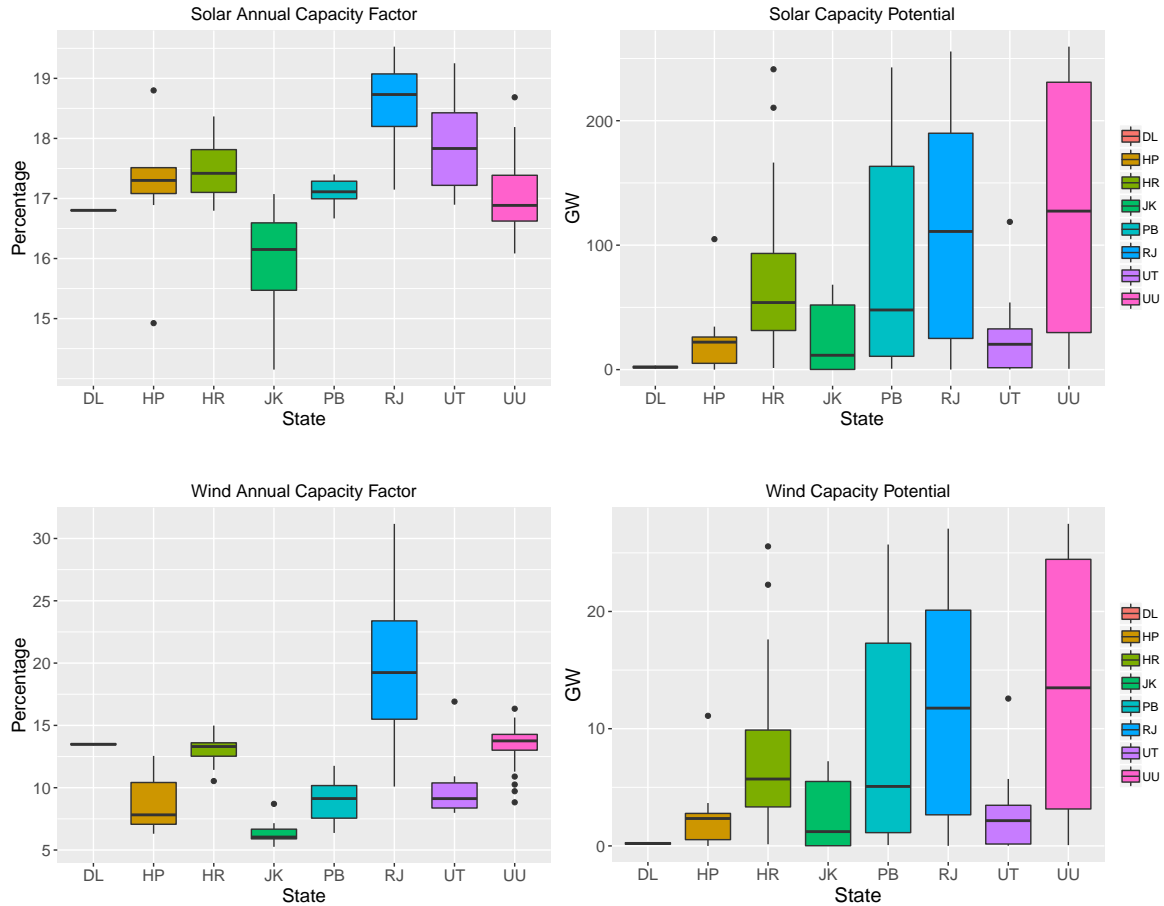 Solar Annual Capacity Factor
Percentage
19
18
17
16
15
DL HP HR JK PB RJ UT UU
State
Solar Capacity Potential
GW
200
100
0
DL HP HR JK PB RJ UT UU
State
DL
HP
HR
JK
PB
RJ
UT
UU
Wind Annual Capacity Factor
Percentage
30
25
20
15
10
5
DL HP HR JK PB RJ UT UU
State
Wind Capacity Potential
GW
20
10
0
DL HP HR JK PB RJ UT UU
State
DL
HP
HR
JK
PB
RJ
UT
UU